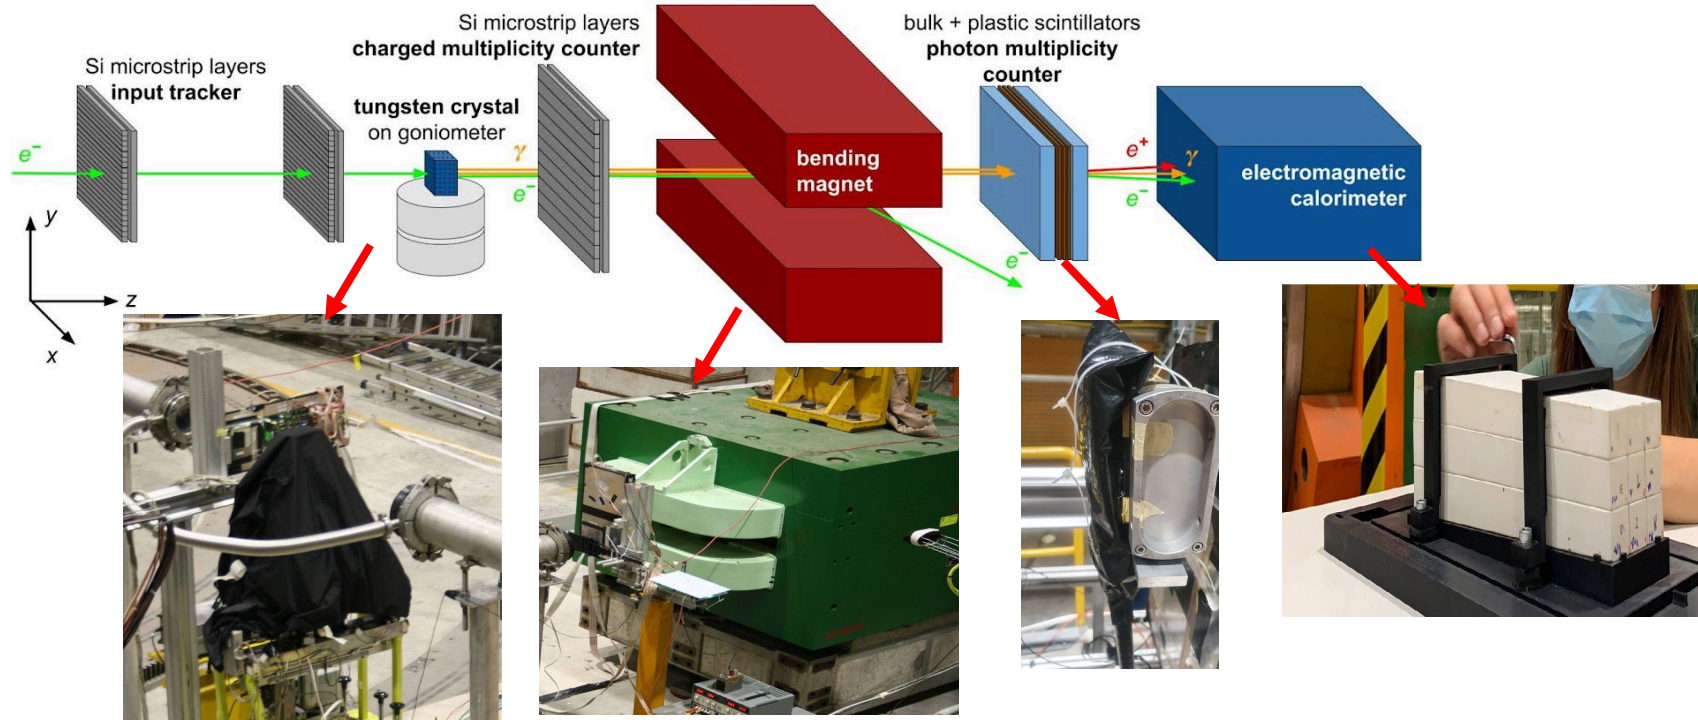 Si microstrip layers
input tracker
tungsten crystal
on goniometer
Si microstrip layers
charged multiplicity counter
bulk + plastic scintillators
photon multiplicity
counter
e⁻
γ
e⁻
bending
magnet
e⁻
e⁺
γ
e⁻
electromagnetic
calorimeter
y
z
x